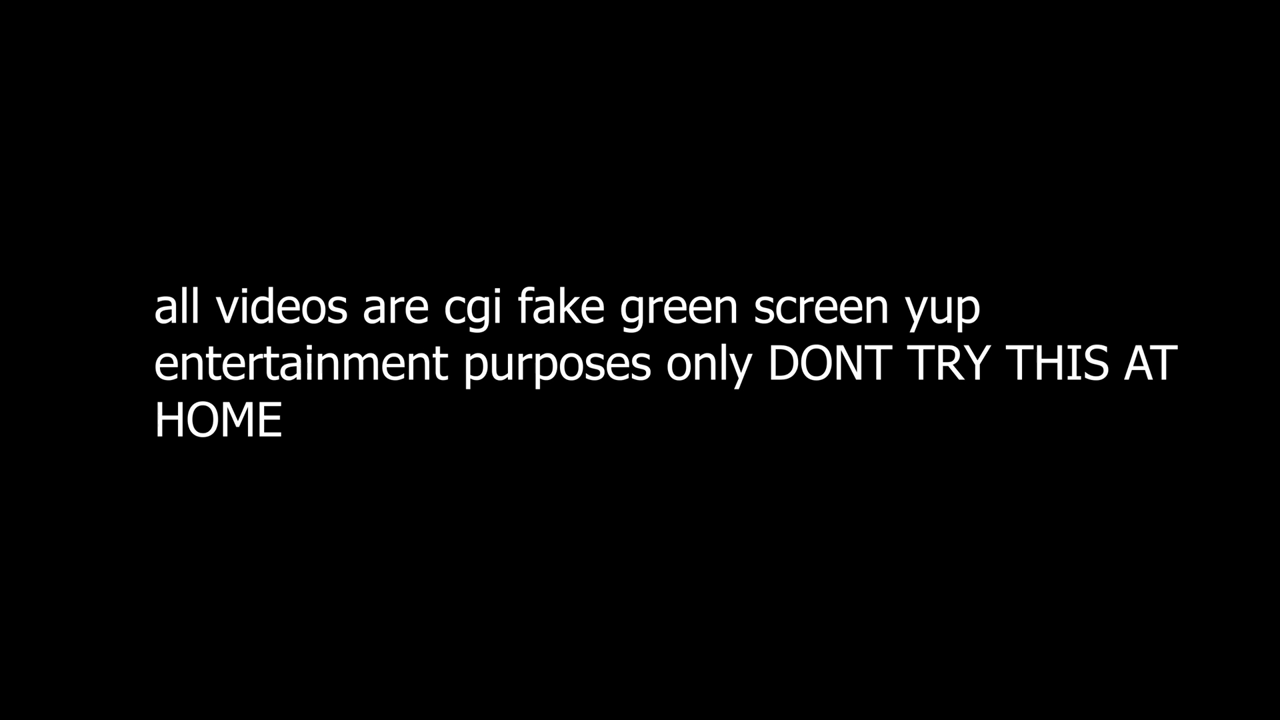 all videos are cgi fake green screen yup
entertainment purposes only DONT TRY THIS AT
HOME